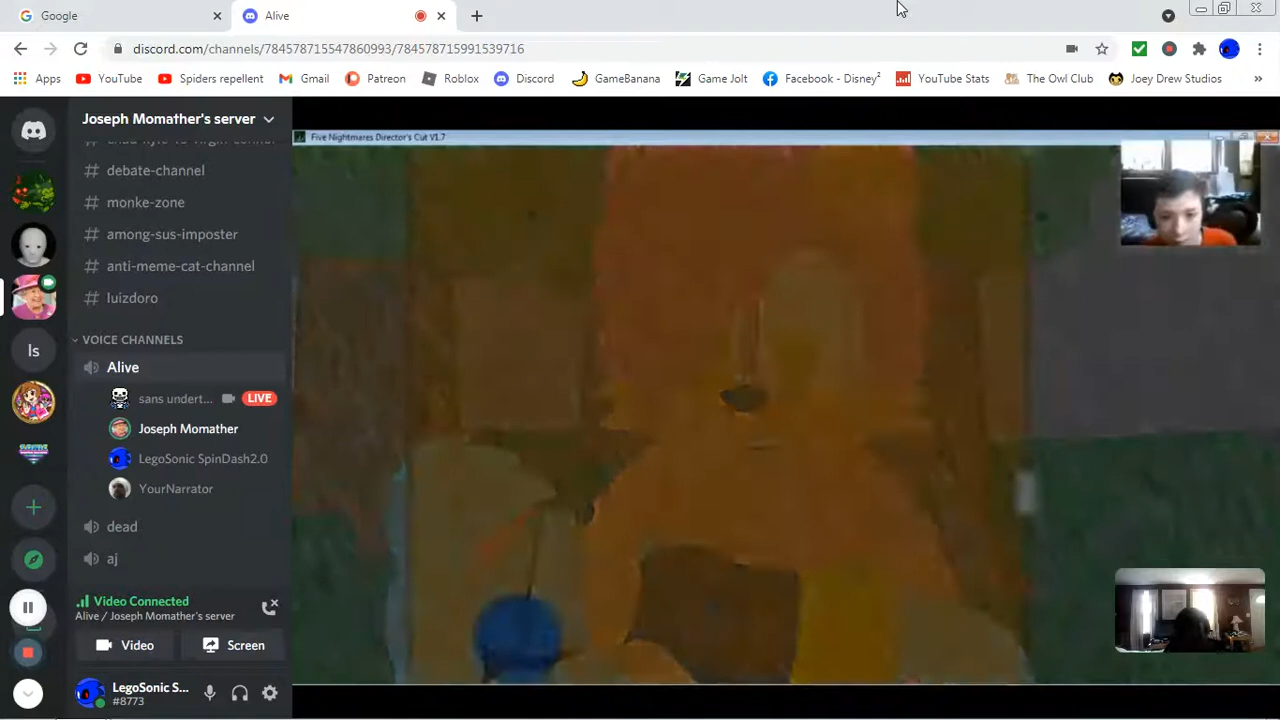 Google
Alive
discord.com/channels/784578715547860993/784578715991539716
Apps YouTube Spiders repellent Gmail Patreon Roblox Discord GameBanana Gam Jolt Facebook - Disney² YouTube Stats The Owl Club Joey Drew Studios
Joseph Momather's server
# debate-channel
# monke-zone
# among-sus-imposter
# anti-meme-cat-channel
# luizdoro
VOICE CHANNELS
Alive
sans undert... LIVE
Joseph Momather
LegoSonic SpinDash2.0
YourNarrator
dead
aj
Video Connected
Alive / Joseph Momather's server
Video Screen
LegoSonic S...
#8773
ls
Five Nightmares Director's Cut V1.7